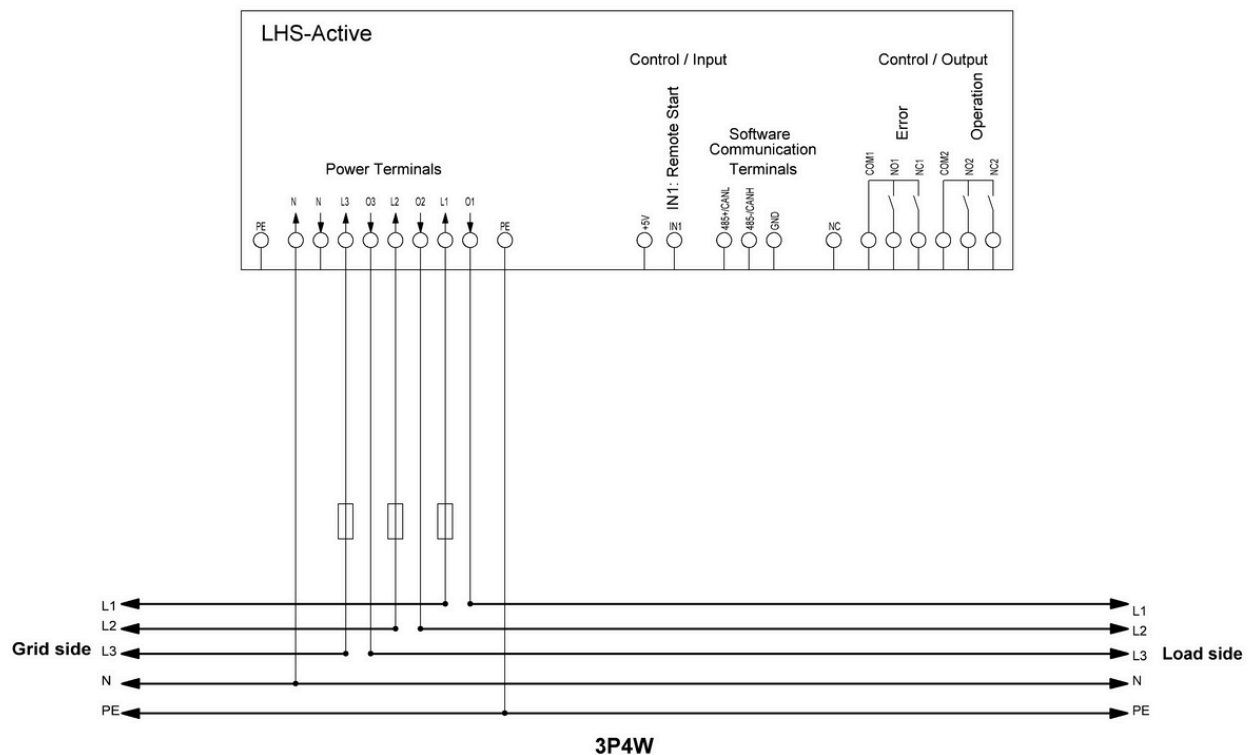 LHS-Active
Control / Input
Control / Output
IN1: Remote Start
Error
Operation
Software
Communication
Terminals
Power Terminals
PE
N
N
L3
O3
L2
O2
L1
O1
PE
+5V
IN1
485+/CANL
485-/CANH
GND
NC
COM1
NO1
NC1
COM2
NO2
NC2
L1
L1
L2
L2
Grid side L3
L3 Load side
N
N
PE
PE
3P4W